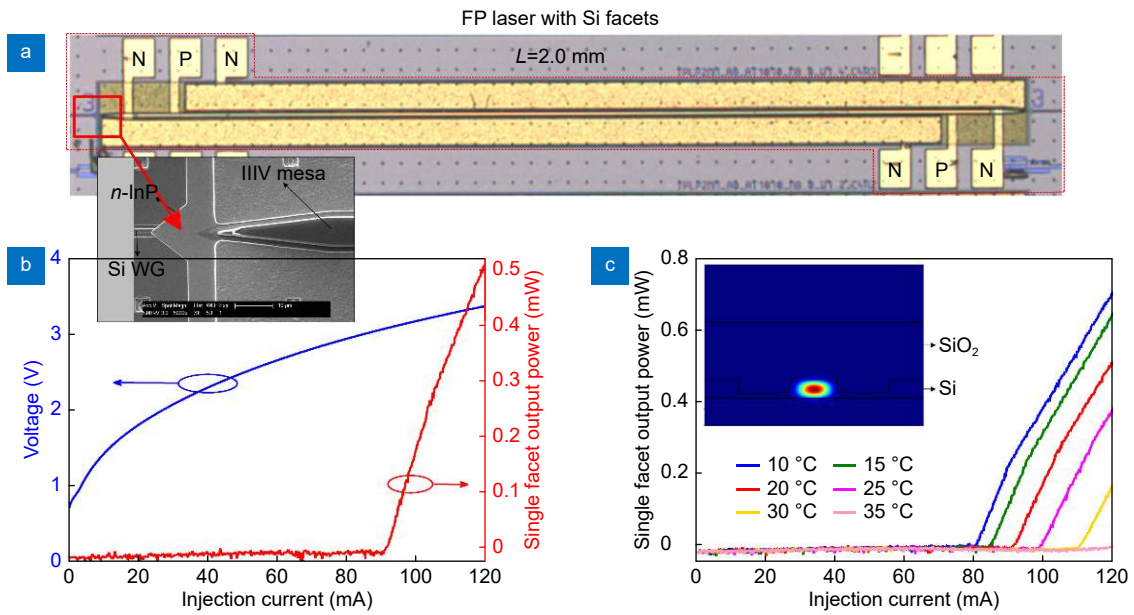 FP laser with Si facets
a
N P N
L=2.0 mm
3
3
N P N
n-InP
IIIV mesa
Si WG
10 μm
b
4
3
2
1
0
Voltage (V)
0.5
0.4
0.3
0.2
0.1
0
Single facet output power (mW)
0 20 40 60 80 100 120
Injection current (mA)
c
0.8
0.6
0.4
0.2
0
Single facet output power (mW)
SiO2
Si
10 °C 15 °C
20 °C 25 °C
30 °C 35 °C
0 20 40 60 80 100 120
Injection current (mA)